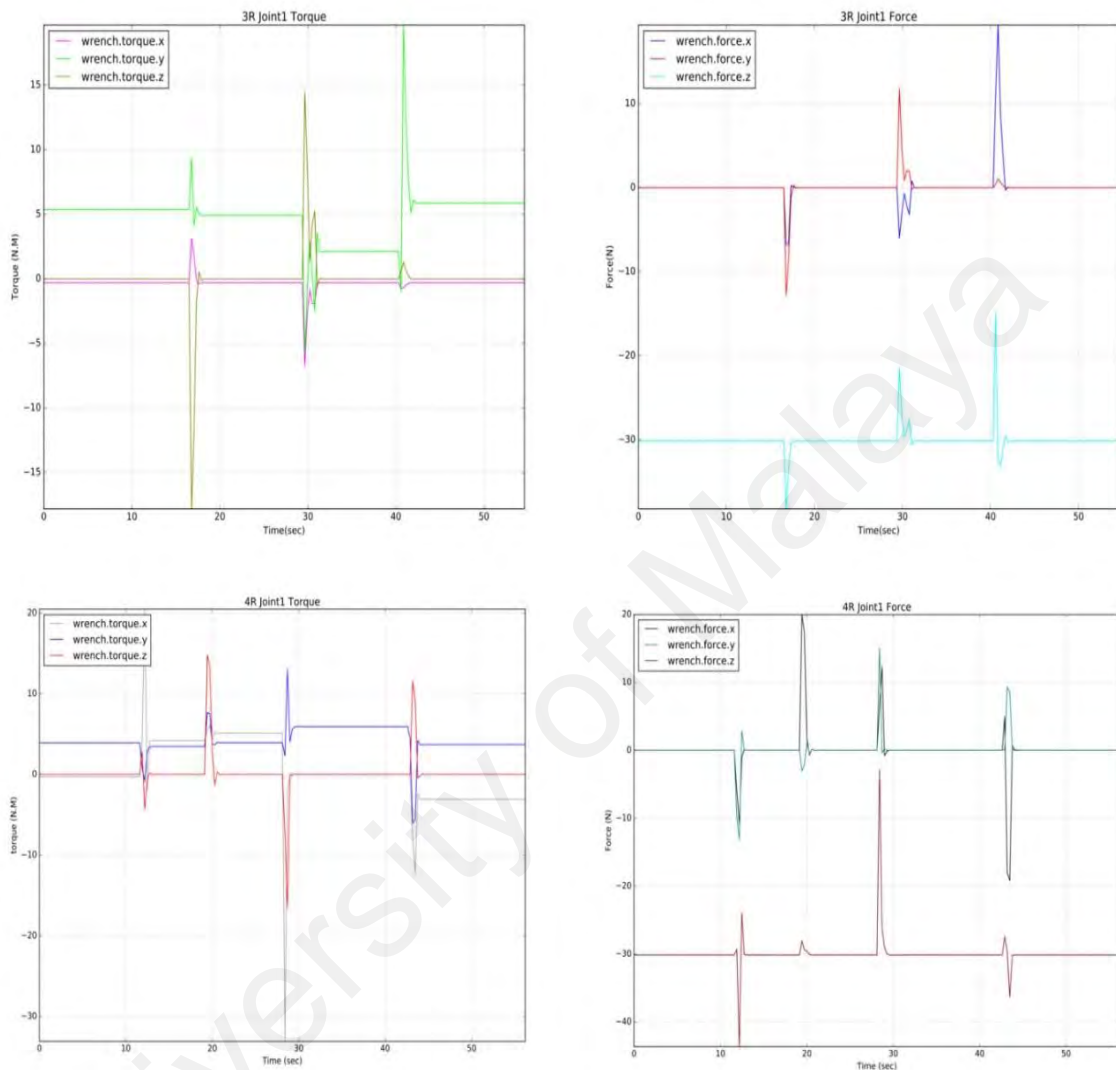 3R Joint1 Torque
wrench.torque.x
wrench.torque.y
wrench.torque.z
15
10
5
0
−5
−10
−15
Torque (N.M)
0 10 20 30 40 50
Time(sec)
3R Joint1 Force
wrench.force.x
wrench.force.y
wrench.force.z
10
0
−10
−20
−30
Force(N)
0 10 20 30 40 50
Time(sec)
4R Joint1 Torque
wrench.torque.x
wrench.torque.y
wrench.torque.z
20
10
0
−10
−20
−30
torque (N.M)
0 10 20 30 40 50
Time (sec)
4R Joint1 Force
wrench.force.x
wrench.force.y
wrench.force.z
20
10
0
−10
−20
−30
−40
Force (N)
0 10 20 30 40 50
Time (sec)
University of Malaya